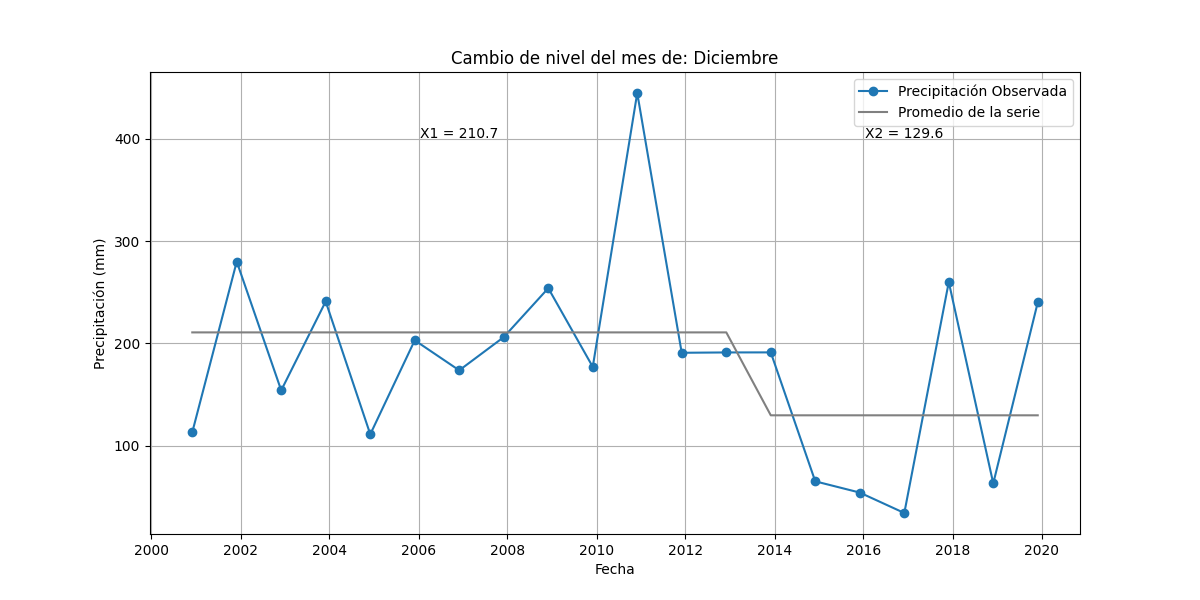 Cambio de nivel del mes de: Diciembre
Precipitación Observada
Promedio de la serie
X1 = 210.7
X2 = 129.6
Precipitación (mm)
400
300
200
100
2000 2002 2004 2006 2008 2010 2012 2014 2016 2018 2020
Fecha